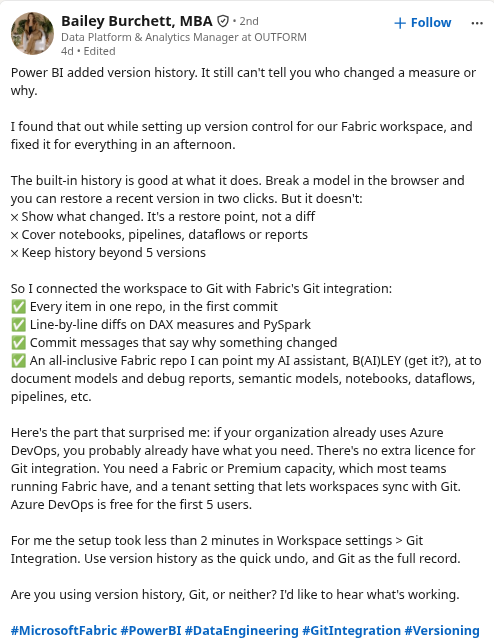 Bailey Burchett, MBA • 2nd
Data Platform & Analytics Manager at OUTFORM
4d • Edited
+ Follow
Power BI added version history. It still can't tell you who changed a measure or
why.
I found that out while setting up version control for our Fabric workspace, and
fixed it for everything in an afternoon.
The built-in history is good at what it does. Break a model in the browser and
you can restore a recent version in two clicks. But it doesn't:
× Show what changed. It's a restore point, not a diff
× Cover notebooks, pipelines, dataflows or reports
× Keep history beyond 5 versions
So I connected the workspace to Git with Fabric's Git integration:
✅ Every item in one repo, in the first commit
✅ Line-by-line diffs on DAX measures and PySpark
✅ Commit messages that say why something changed
✅ An all-inclusive Fabric repo I can point my AI assistant, B(AI)LEY (get it?), at to
document models and debug reports, semantic models, notebooks, dataflows,
pipelines, etc.
Here's the part that surprised me: if your organization already uses Azure
DevOps, you probably already have what you need. There's no extra licence for
Git integration. You need a Fabric or Premium capacity, which most teams
running Fabric have, and a tenant setting that lets workspaces sync with Git.
Azure DevOps is free for the first 5 users.
For me the setup took less than 2 minutes in Workspace settings > Git
Integration. Use version history as the quick undo, and Git as the full record.
Are you using version history, Git, or neither? I'd like to hear what's working.
#MicrosoftFabric #PowerBI #DataEngineering #GitIntegration #Versioning